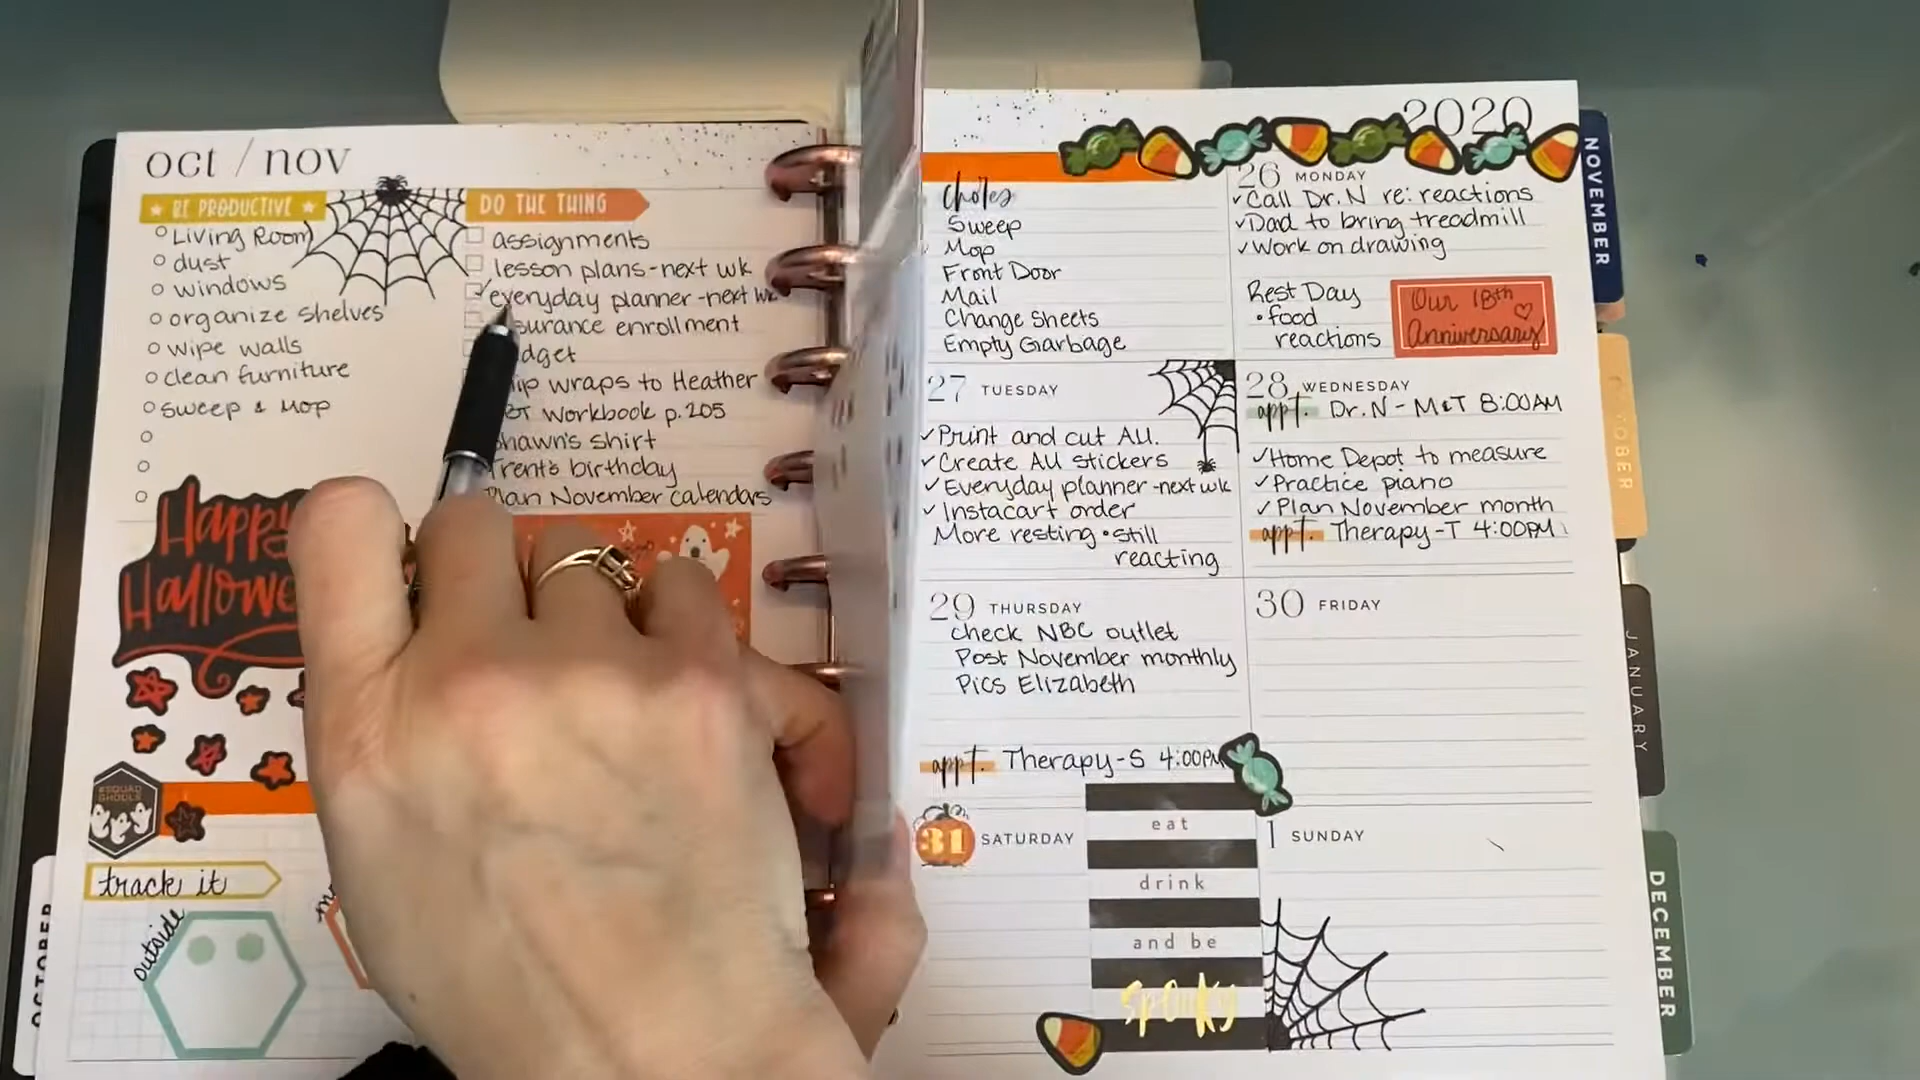 oct / nov
BE PRODUCTIVE
Living Room
dust
windows
organize shelves
wipe walls
clean furniture
sweep & mop
DO THE THING
assignments
lesson plans-next wk
everyday planner-next wk
enrollment
wraps to Heather
Workbook p.205
Shawn's shirt
Trent's birthday
Plan November calendars
Happy
#SQUAD
GHOULS
track it
outside
OCTOBER
2020
chores
Sweep
Mop
Front Door
Mail
Change Sheets
Empty Garbage
26 MONDAY
✓Call Dr. N re: reactions
✓Dad to bring treadmill
✓Work on drawing
Rest Day
•food
reactions
Our 18th
Anniversary
27 TUESDAY
✓Print and cut AU.
✓Create AU stickers
✓Everyday planner-next wk
✓Instacart order
More resting•still
reacting
28 WEDNESDAY
appt. Dr. N - M&T 8:00AM
✓Home Depot to measure
✓Practice piano
✓Plan November month
appt. Therapy-T 4:00PM
29 THURSDAY
check NBC outlet
Post November monthly
Pics Elizabeth
appt. Therapy-S 4:00PM
30 FRIDAY
31 SATURDAY
eat
drink
and be
spooky
1 SUNDAY
NOVEMBER
JANUARY
DECEMBER